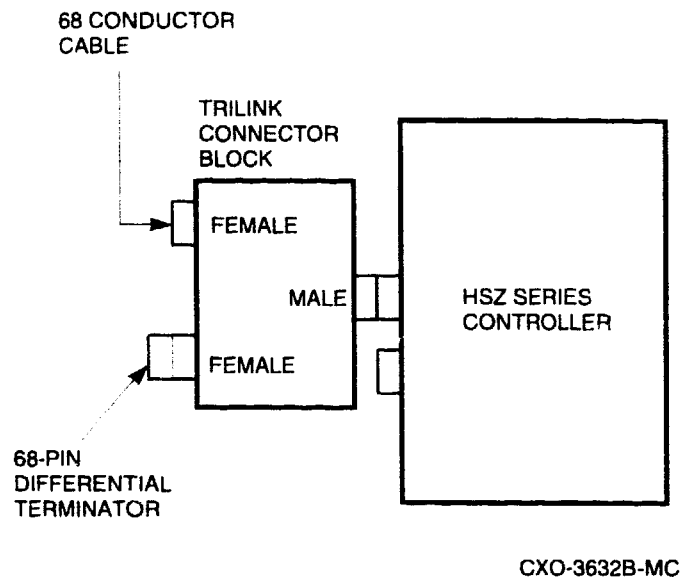 68 CONDUCTOR
CABLE
TRILINK
CONNECTOR
BLOCK
FEMALE
MALE
HSZ SERIES
CONTROLLER
FEMALE
68-PIN
DIFFERENTIAL
TERMINATOR
CXO-3632B-MC